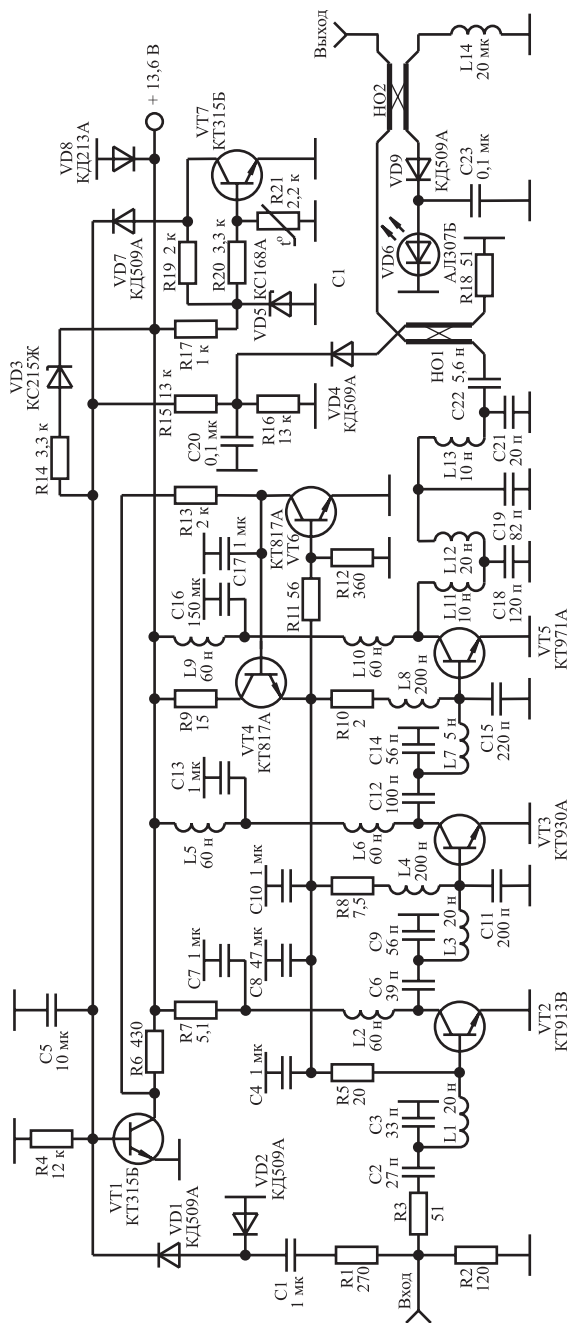 VD8
КД213А
+ 13,6 В
VD7
КД509А
VT7
КТ315Б
R19 2 к
R20 3,3 к
R21
2,2 к
t°
VD5
КС168А
R17
1 к
VD3
КС215Ж
R14 3,3 к
R15 13 к
R16
13 к
C20
0,1 мк
VD4
КД509А
C1
R13
2 к
C17 1 мк
КТ817А
VT6
R11 56
R12
360
C16
150 мк
L9
60 н
R9
15
VT4
КТ817А
L10
60 н
R10
2
L8
200 н
C13
1 мк
C14
56 п
C12
100 п
L7 5 н
C15
220 п
VT5
КТ971А
L11
10 н
L12
20 н
L13
10 н
C18
120 п
C19
82 п
C21
20 п
C22
5,6 н
НО1
R18 51
VD6
АЛ307Б
VD9
КД509А
C23
0,1 мк
НО2
Выход
L14
20 мк
L5
60 н
L6
60 н
C10 1 мк
R8
7,5
L4
200 н
C9
56 п
L3 20 н
C11
200 п
VT3
КТ930А
C7 1 мк
C8 47 мк
R7
5,1
L2
60 н
C6
39 п
C5
10 мк
R6 430
C4 1 мк
R5
20
C3
33 п
C2
27 п
L1 20 н
VT2
КТ913В
R4
12 к
VT1
КТ315Б
VD1
КД509А
VD2
КД509А
C1
1 мк
R1
270
R3
51
R2
120
Вход